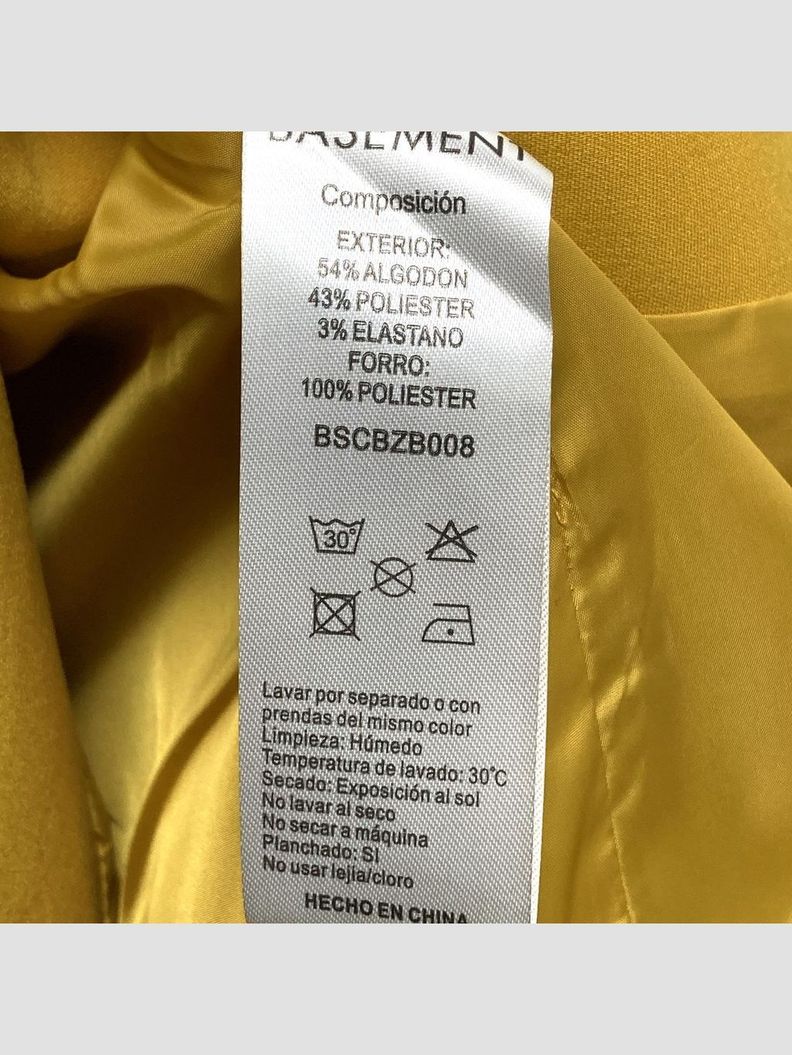 BASEMENT
Composición
EXTERIOR:
54% ALGODON
43% POLIESTER
3% ELASTANO
FORRO:
100% POLIESTER
BSCBZB008
30°
Lavar por separado o con
prendas del mismo color
Limpieza: Húmedo
Temperatura de lavado: 30°C
Secado: Exposición al sol
No lavar al seco
No secar a máquina
Planchado: SI
No usar lejia/cloro
HECHO EN CHINA